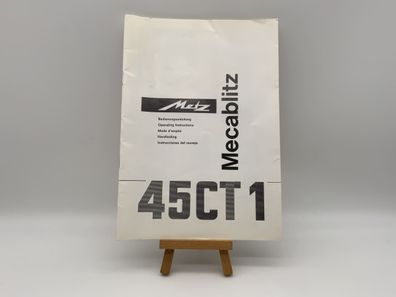 Metz
Bedienungsanleitung
Operating Instructions
Mode d'emploi
Handleiding
Instrucciones del manejo
Mecablitz
45CT1